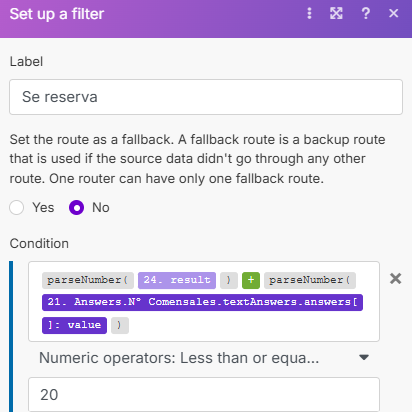 Set up a filter
Label
Se reserva
Set the route as a fallback. A fallback route is a backup route
that is used if the source data didn't go through any other
route. One router can have only one fallback route.
Yes No
Condition
parseNumber( 24. result ) + parseNumber(
21. Answers.Nº Comensales.textAnswers.answers[
]: value )
Numeric operators: Less than or equa...
20